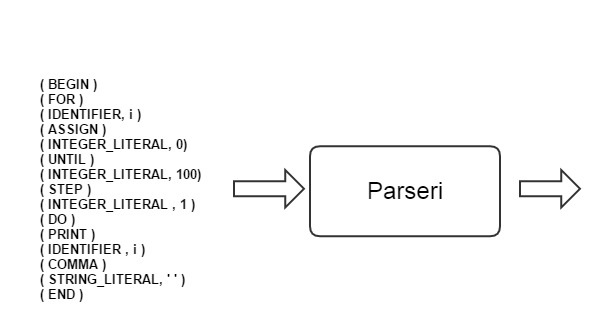 ( BEGIN )
( FOR )
( IDENTIFIER, i )
( ASSIGN )
( INTEGER_LITERAL, 0)
( UNTIL )
( INTEGER_LITERAL, 100)
( STEP )
( INTEGER_LITERAL , 1 )
( DO )
( PRINT )
( IDENTIFIER , i )
( COMMA )
( STRING_LITERAL, ' ' )
( END )
Parseri